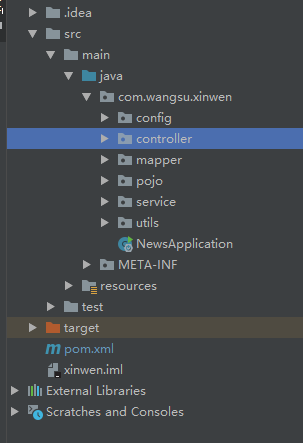 .idea
src
main
java
com.wangsu.xinwen
config
controller
mapper
pojo
service
utils
NewsApplication
META-INF
resources
test
target
pom.xml
xinwen.iml
External Libraries
Scratches and Consoles